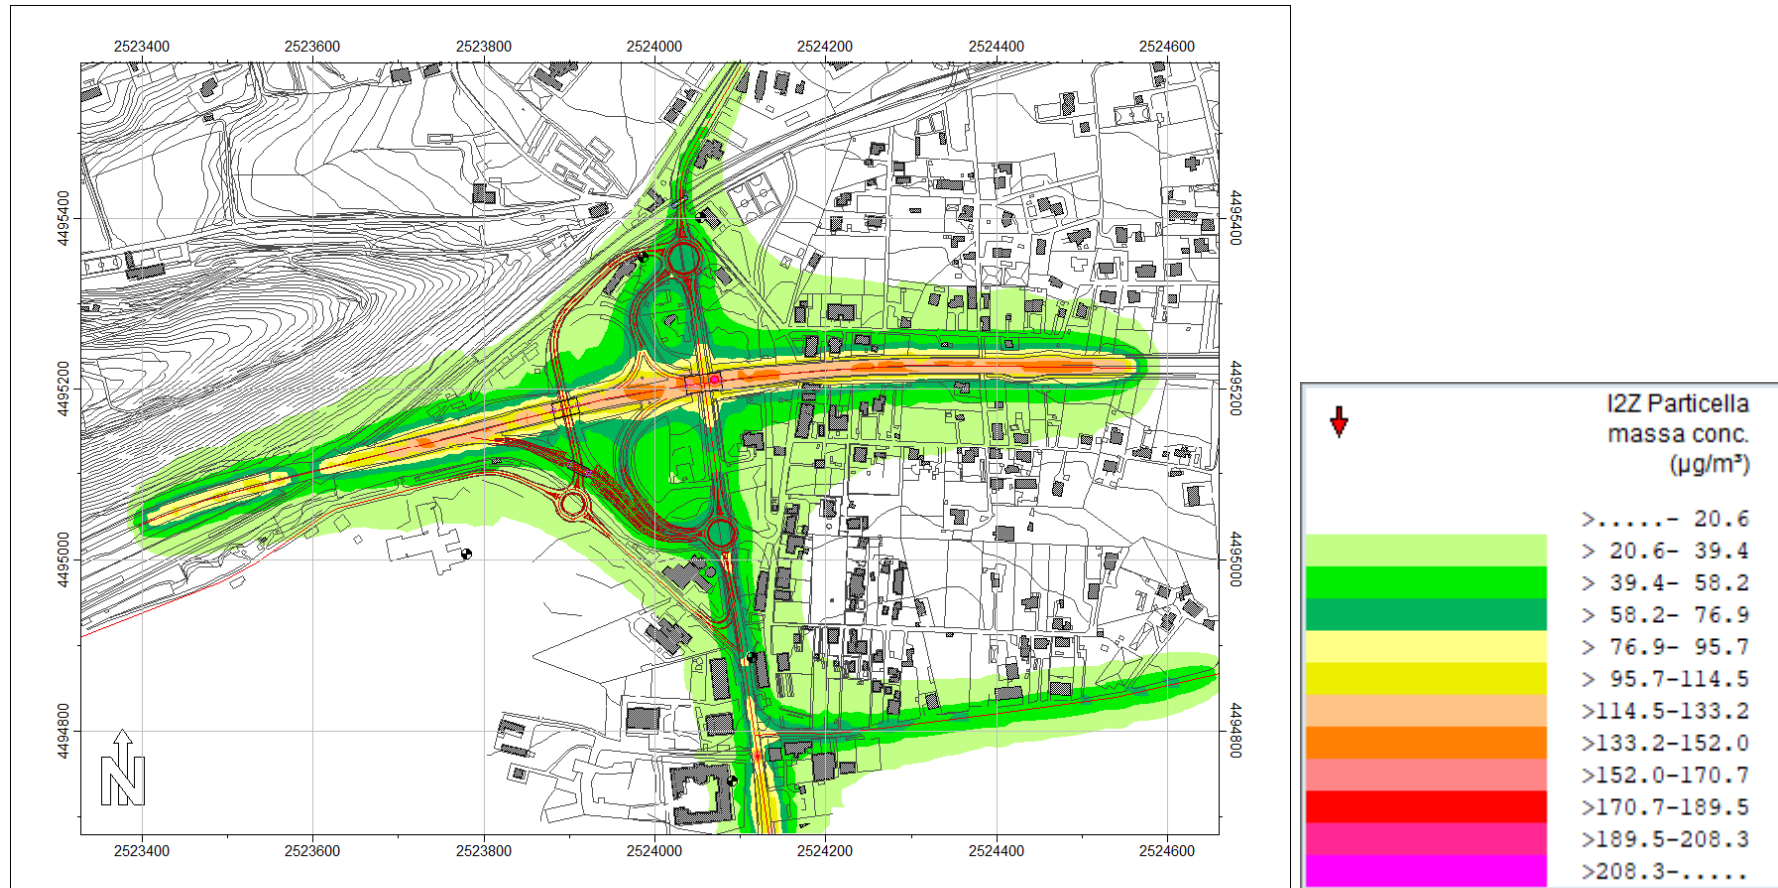 2523400 2523600 2523800 2524000 2524200 2524400 2524600
4495400 4495400
4495200 4495200
4495000 4495000
4494800 4494800
N
2523400 2523600 2523800 2524000 2524200 2524400 2524600
I2Z Particella
massa conc.
(µg/m³)
>.....- 20.6
> 20.6- 39.4
> 39.4- 58.2
> 58.2- 76.9
> 76.9- 95.7
> 95.7-114.5
>114.5-133.2
>133.2-152.0
>152.0-170.7
>170.7-189.5
>189.5-208.3
>208.3-.....